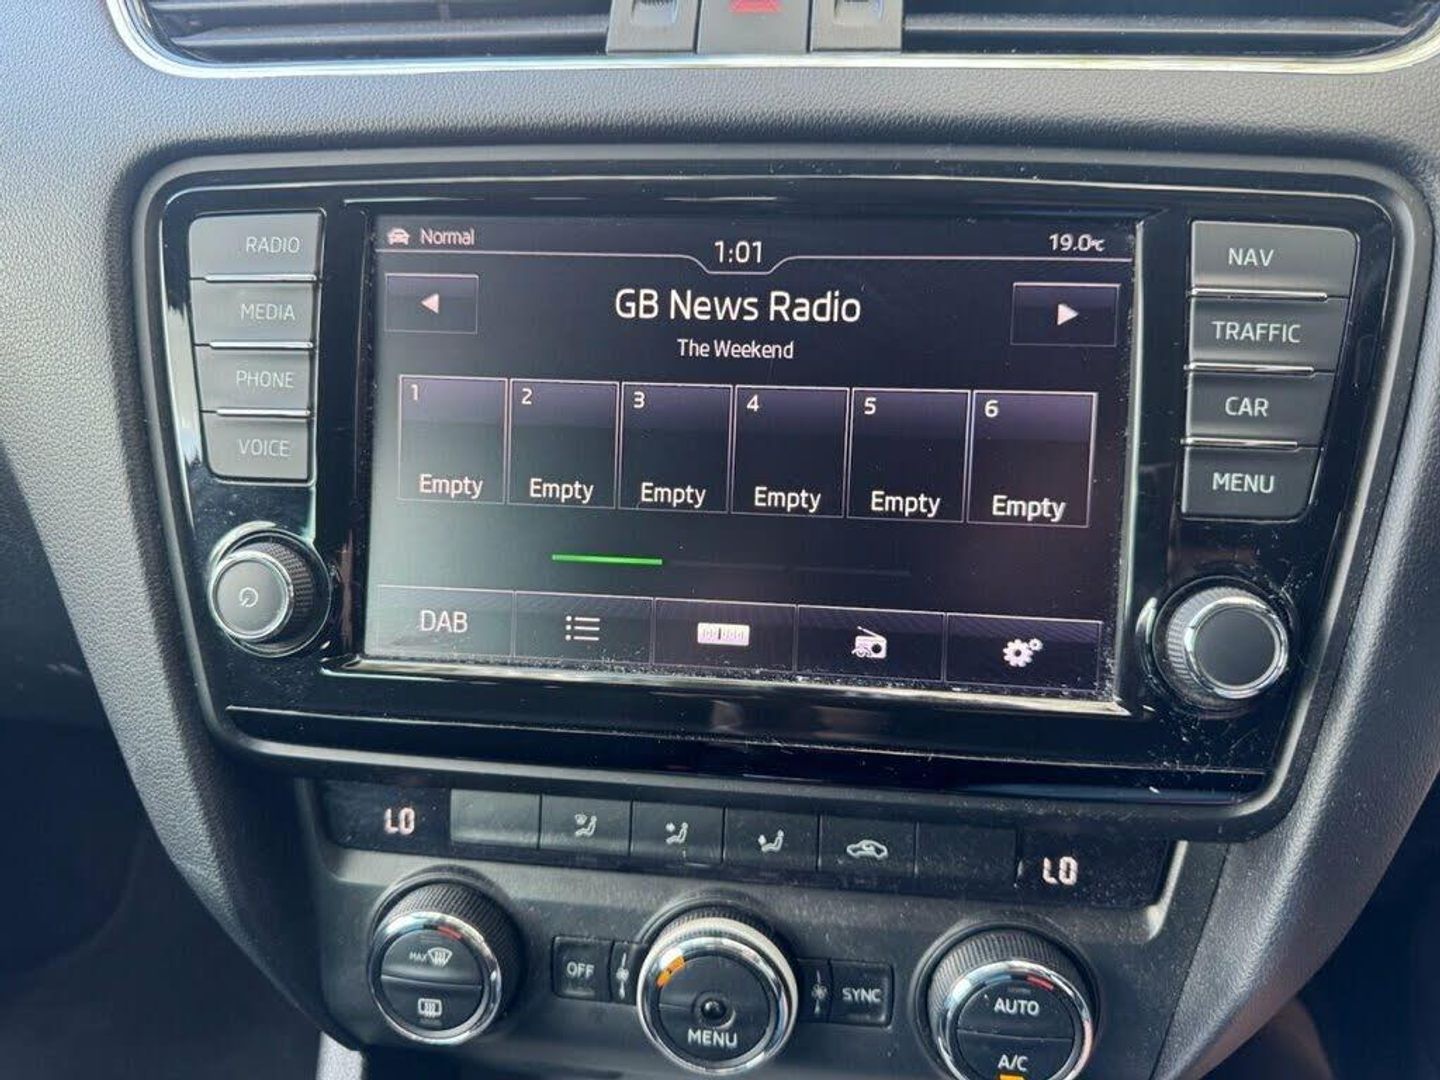 RADIO
MEDIA
PHONE
VOICE
Normal
1:01
19.0°C
GB News Radio
The Weekend
1
2
3
4
5
6
Empty
Empty
Empty
Empty
Empty
Empty
DAB
NAV
TRAFFIC
CAR
MENU
LO
LO
MAX
OFF
MENU
SYNC
AUTO
A/C